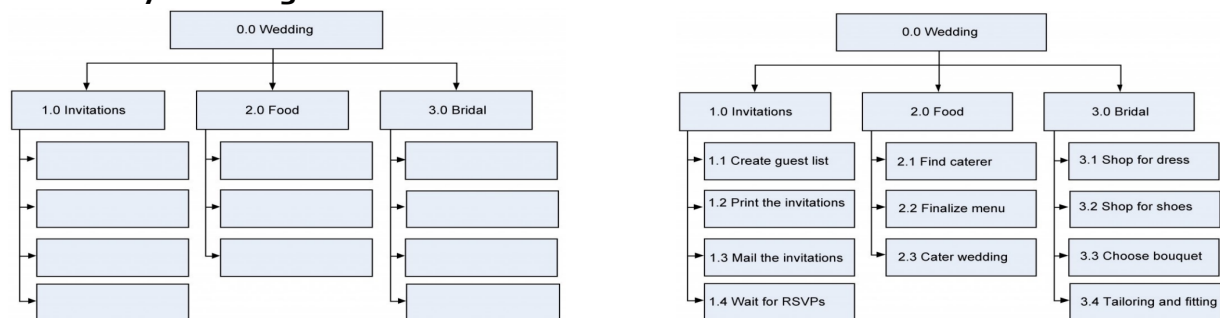 0.0 Wedding
1.0 Invitations
2.0 Food
3.0 Bridal
0.0 Wedding
1.0 Invitations
2.0 Food
3.0 Bridal
1.1 Create guest list
2.1 Find caterer
3.1 Shop for dress
1.2 Print the invitations
2.2 Finalize menu
3.2 Shop for shoes
1.3 Mail the invitations
2.3 Cater wedding
3.3 Choose bouquet
1.4 Wait for RSVPs
3.4 Tailoring and fitting